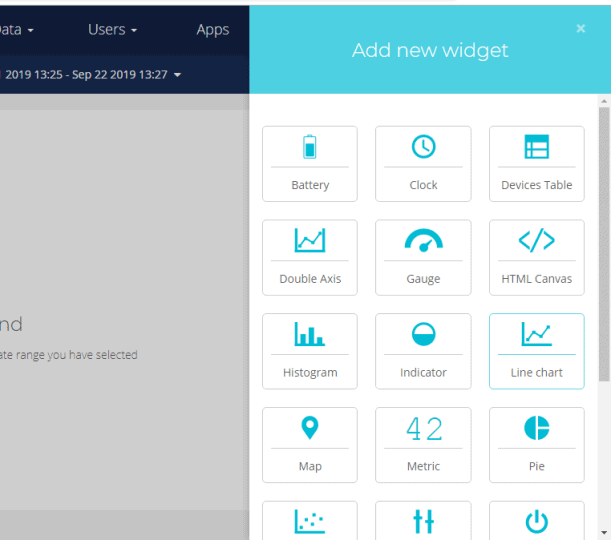 Users
Apps
Add new widget
×
2019 13:25 - Sep 22 2019 13:27
Battery
Clock
Devices Table
Double Axis
Gauge
</>
HTML Canvas
nd
ate range you have selected
Histogram
Indicator
Line chart
42
Map
Metric
Pie